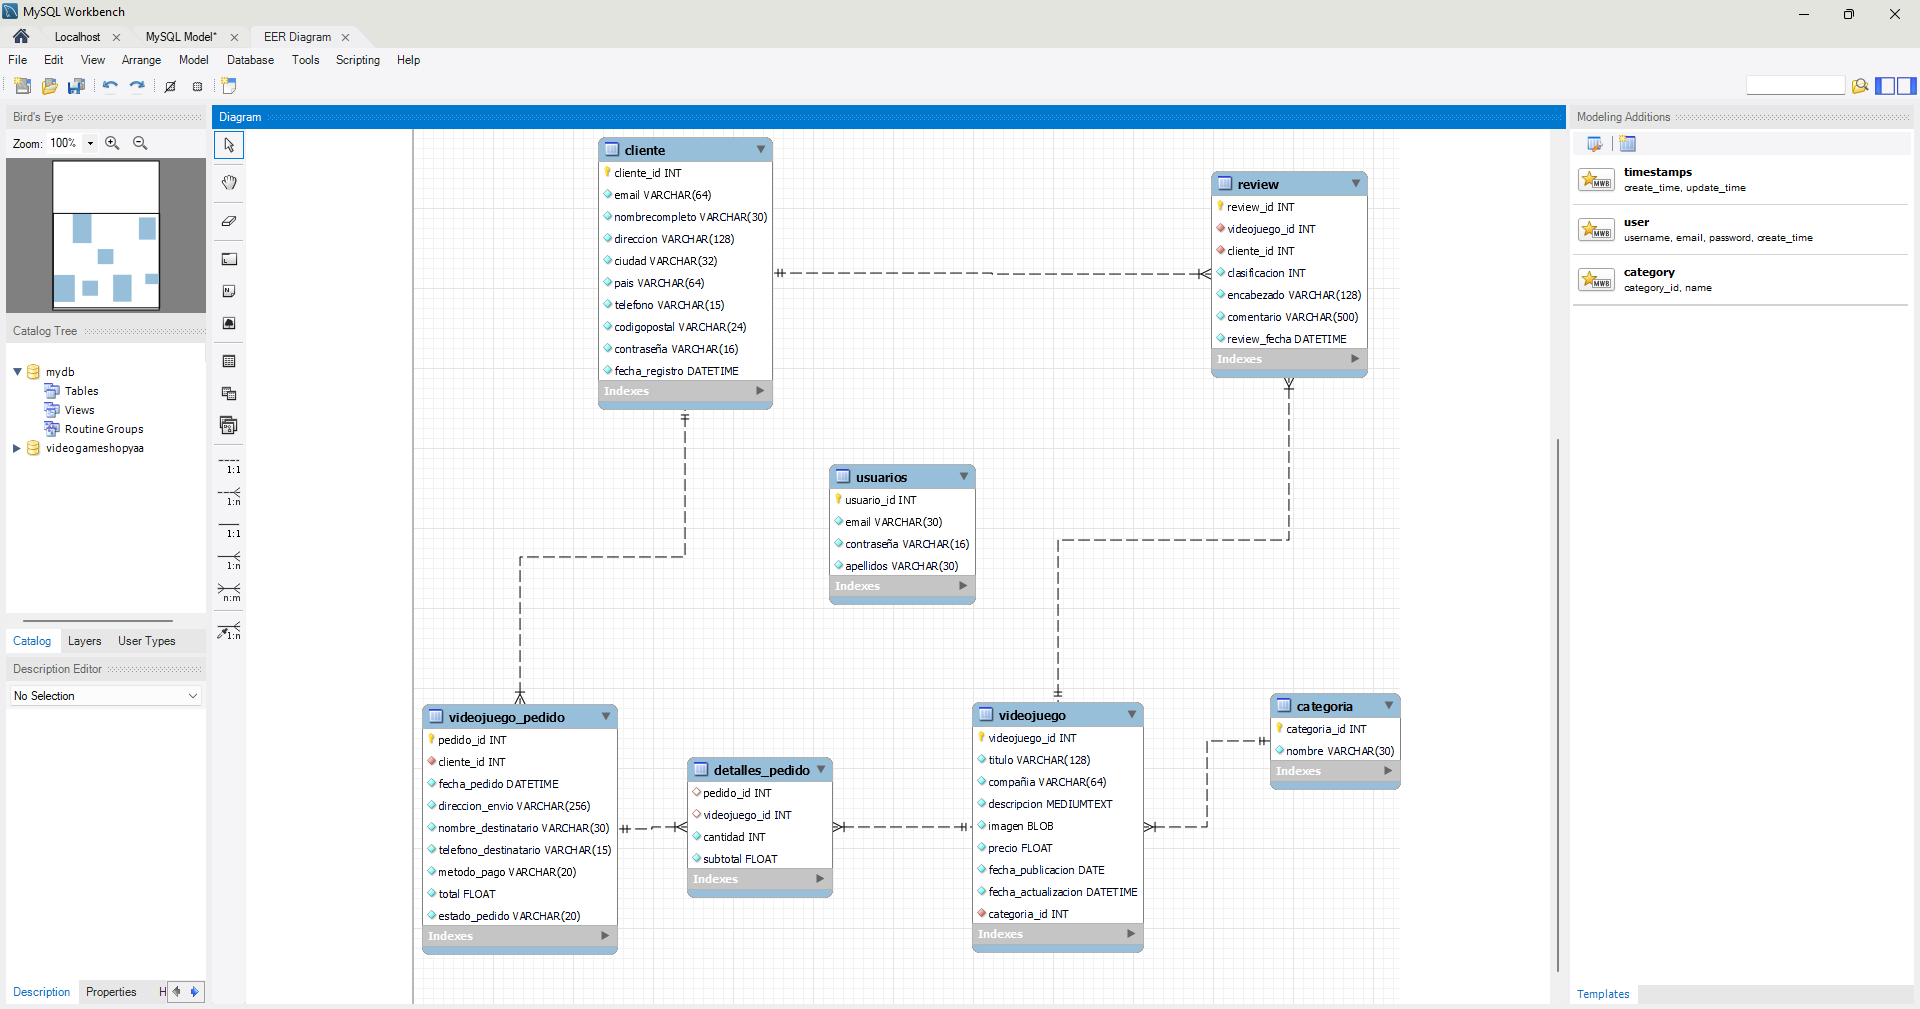 MySQL Workbench
Localhost
MySQL Model*
EER Diagram
File Edit View Arrange Model Database Tools Scripting Help
Bird's Eye
Zoom: 100%
Catalog Tree
mydb
Tables
Views
Routine Groups
videogameshopyaa
Catalog Layers User Types
Description Editor
No Selection
Description Properties H
Diagram
1:1
1:n
1:1
1:n
n:m
1:n
cliente
cliente_id INT
email VARCHAR(64)
nombrecompleto VARCHAR(30)
direccion VARCHAR(128)
ciudad VARCHAR(32)
pais VARCHAR(64)
telefono VARCHAR(15)
codigopostal VARCHAR(24)
contraseña VARCHAR(16)
fecha_registro DATETIME
Indexes
review
review_id INT
videojuego_id INT
cliente_id INT
clasificacion INT
encabezado VARCHAR(128)
comentario VARCHAR(500)
review_fecha DATETIME
Indexes
usuarios
usuario_id INT
email VARCHAR(30)
contraseña VARCHAR(16)
apellidos VARCHAR(30)
Indexes
videojuego_pedido
pedido_id INT
cliente_id INT
fecha_pedido DATETIME
direccion_envio VARCHAR(256)
nombre_destinatario VARCHAR(30)
telefono_destinatario VARCHAR(15)
metodo_pago VARCHAR(20)
total FLOAT
estado_pedido VARCHAR(20)
Indexes
detalles_pedido
pedido_id INT
videojuego_id INT
cantidad INT
subtotal FLOAT
Indexes
videojuego
videojuego_id INT
titulo VARCHAR(128)
compañia VARCHAR(64)
descripcion MEDIUMTEXT
imagen BLOB
precio FLOAT
fecha_publicacion DATE
fecha_actualizacion DATETIME
categoria_id INT
Indexes
categoria
categoria_id INT
nombre VARCHAR(30)
Indexes
Modeling Additions
MWB
timestamps
create_time, update_time
MWB
user
username, email, password, create_time
MWB
category
category_id, name
Templates